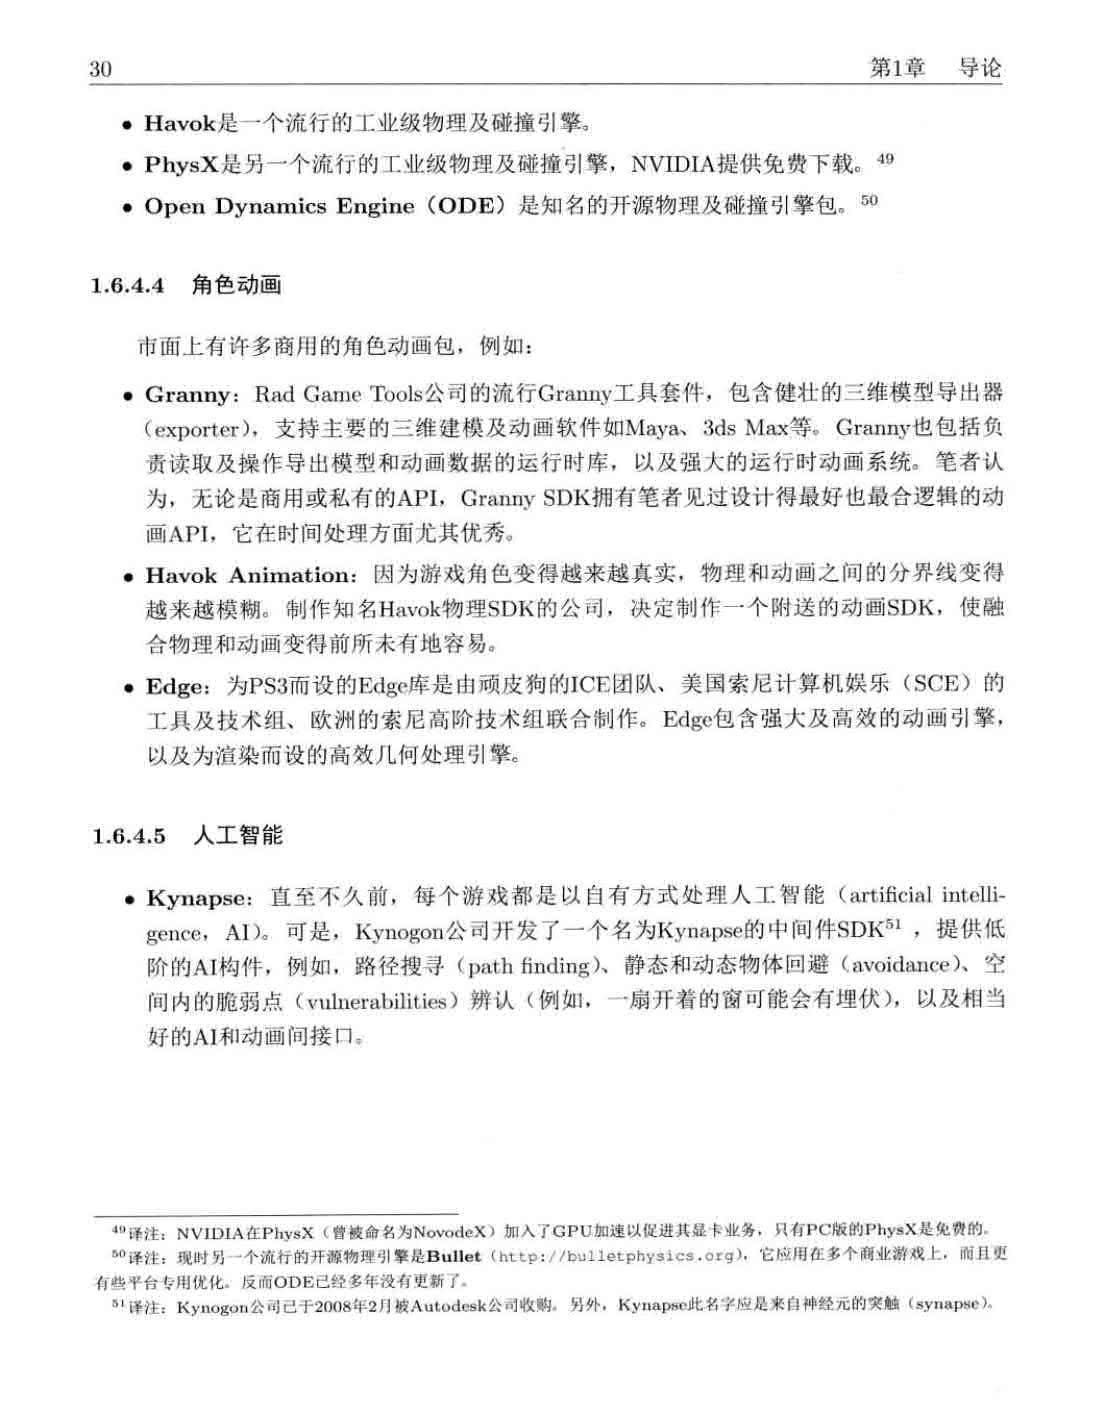 30 第1章 导论
• Havok是一个流行的工业级物理及碰撞引擎。
• PhysX是另一个流行的工业级物理及碰撞引擎，NVIDIA提供免费下载。49
• Open Dynamics Engine（ODE）是知名的开源物理及碰撞引擎包。50
1.6.4.4 角色动画
市面上有许多商用的角色动画包，例如：
• Granny：Rad Game Tools公司的流行Granny工具套件，包含健壮的三维模型导出器
（exporter），支持主要的三维建模及动画软件如Maya、3ds Max等。Granny也包括负
责读取及操作导出模型和动画数据的运行时库，以及强大的运行时动画系统。笔者认
为，无论是商用或私有的API，Granny SDK拥有笔者见过设计得最好也最合逻辑的动
画API，它在时间处理方面尤其优秀。
• Havok Animation：因为游戏角色变得越来越真实，物理和动画之间的分界线变得
越来越模糊。制作知名Havok物理SDK的公司，决定制作一个附送的动画SDK，使融
合物理和动画变得前所未有地容易。
• Edge：为PS3而设的Edge库是由顽皮狗的ICE团队、美国索尼计算机娱乐（SCE）的
工具及技术组、欧洲的索尼高阶技术组联合制作。Edge包含强大及高效的动画引擎，
以及为渲染而设的高效几何处理引擎。
1.6.4.5 人工智能
• Kynapse：直至不久前，每个游戏都是以自有方式处理人工智能（artificial intelli-
gence，AI）。可是，Kynogon公司开发了一个名为Kynapse的中间件SDK51，提供低
阶的AI构件，例如，路径搜寻（path finding）、静态和动态物体回避（avoidance）、空
间内的脆弱点（vulnerabilities）辨认（例如，一扇开着的窗可能会有埋伏），以及相当
好的AI和动画间接口。
49译注：NVIDIA在PhysX（曾被命名为NovodeX）加入了GPU加速以促进其显卡业务，只有PC版的PhysX是免费的。
50译注：现时另一个流行的开源物理引擎是Bullet（http://bulletphysics.org），它应用在多个商业游戏上，而且更
有些平台专用优化。反而ODE已经多年没有更新了。
51译注：Kynogon公司已于2008年2月被Autodesk公司收购。另外，Kynapse此名字应是来自神经元的突触（synapse）。